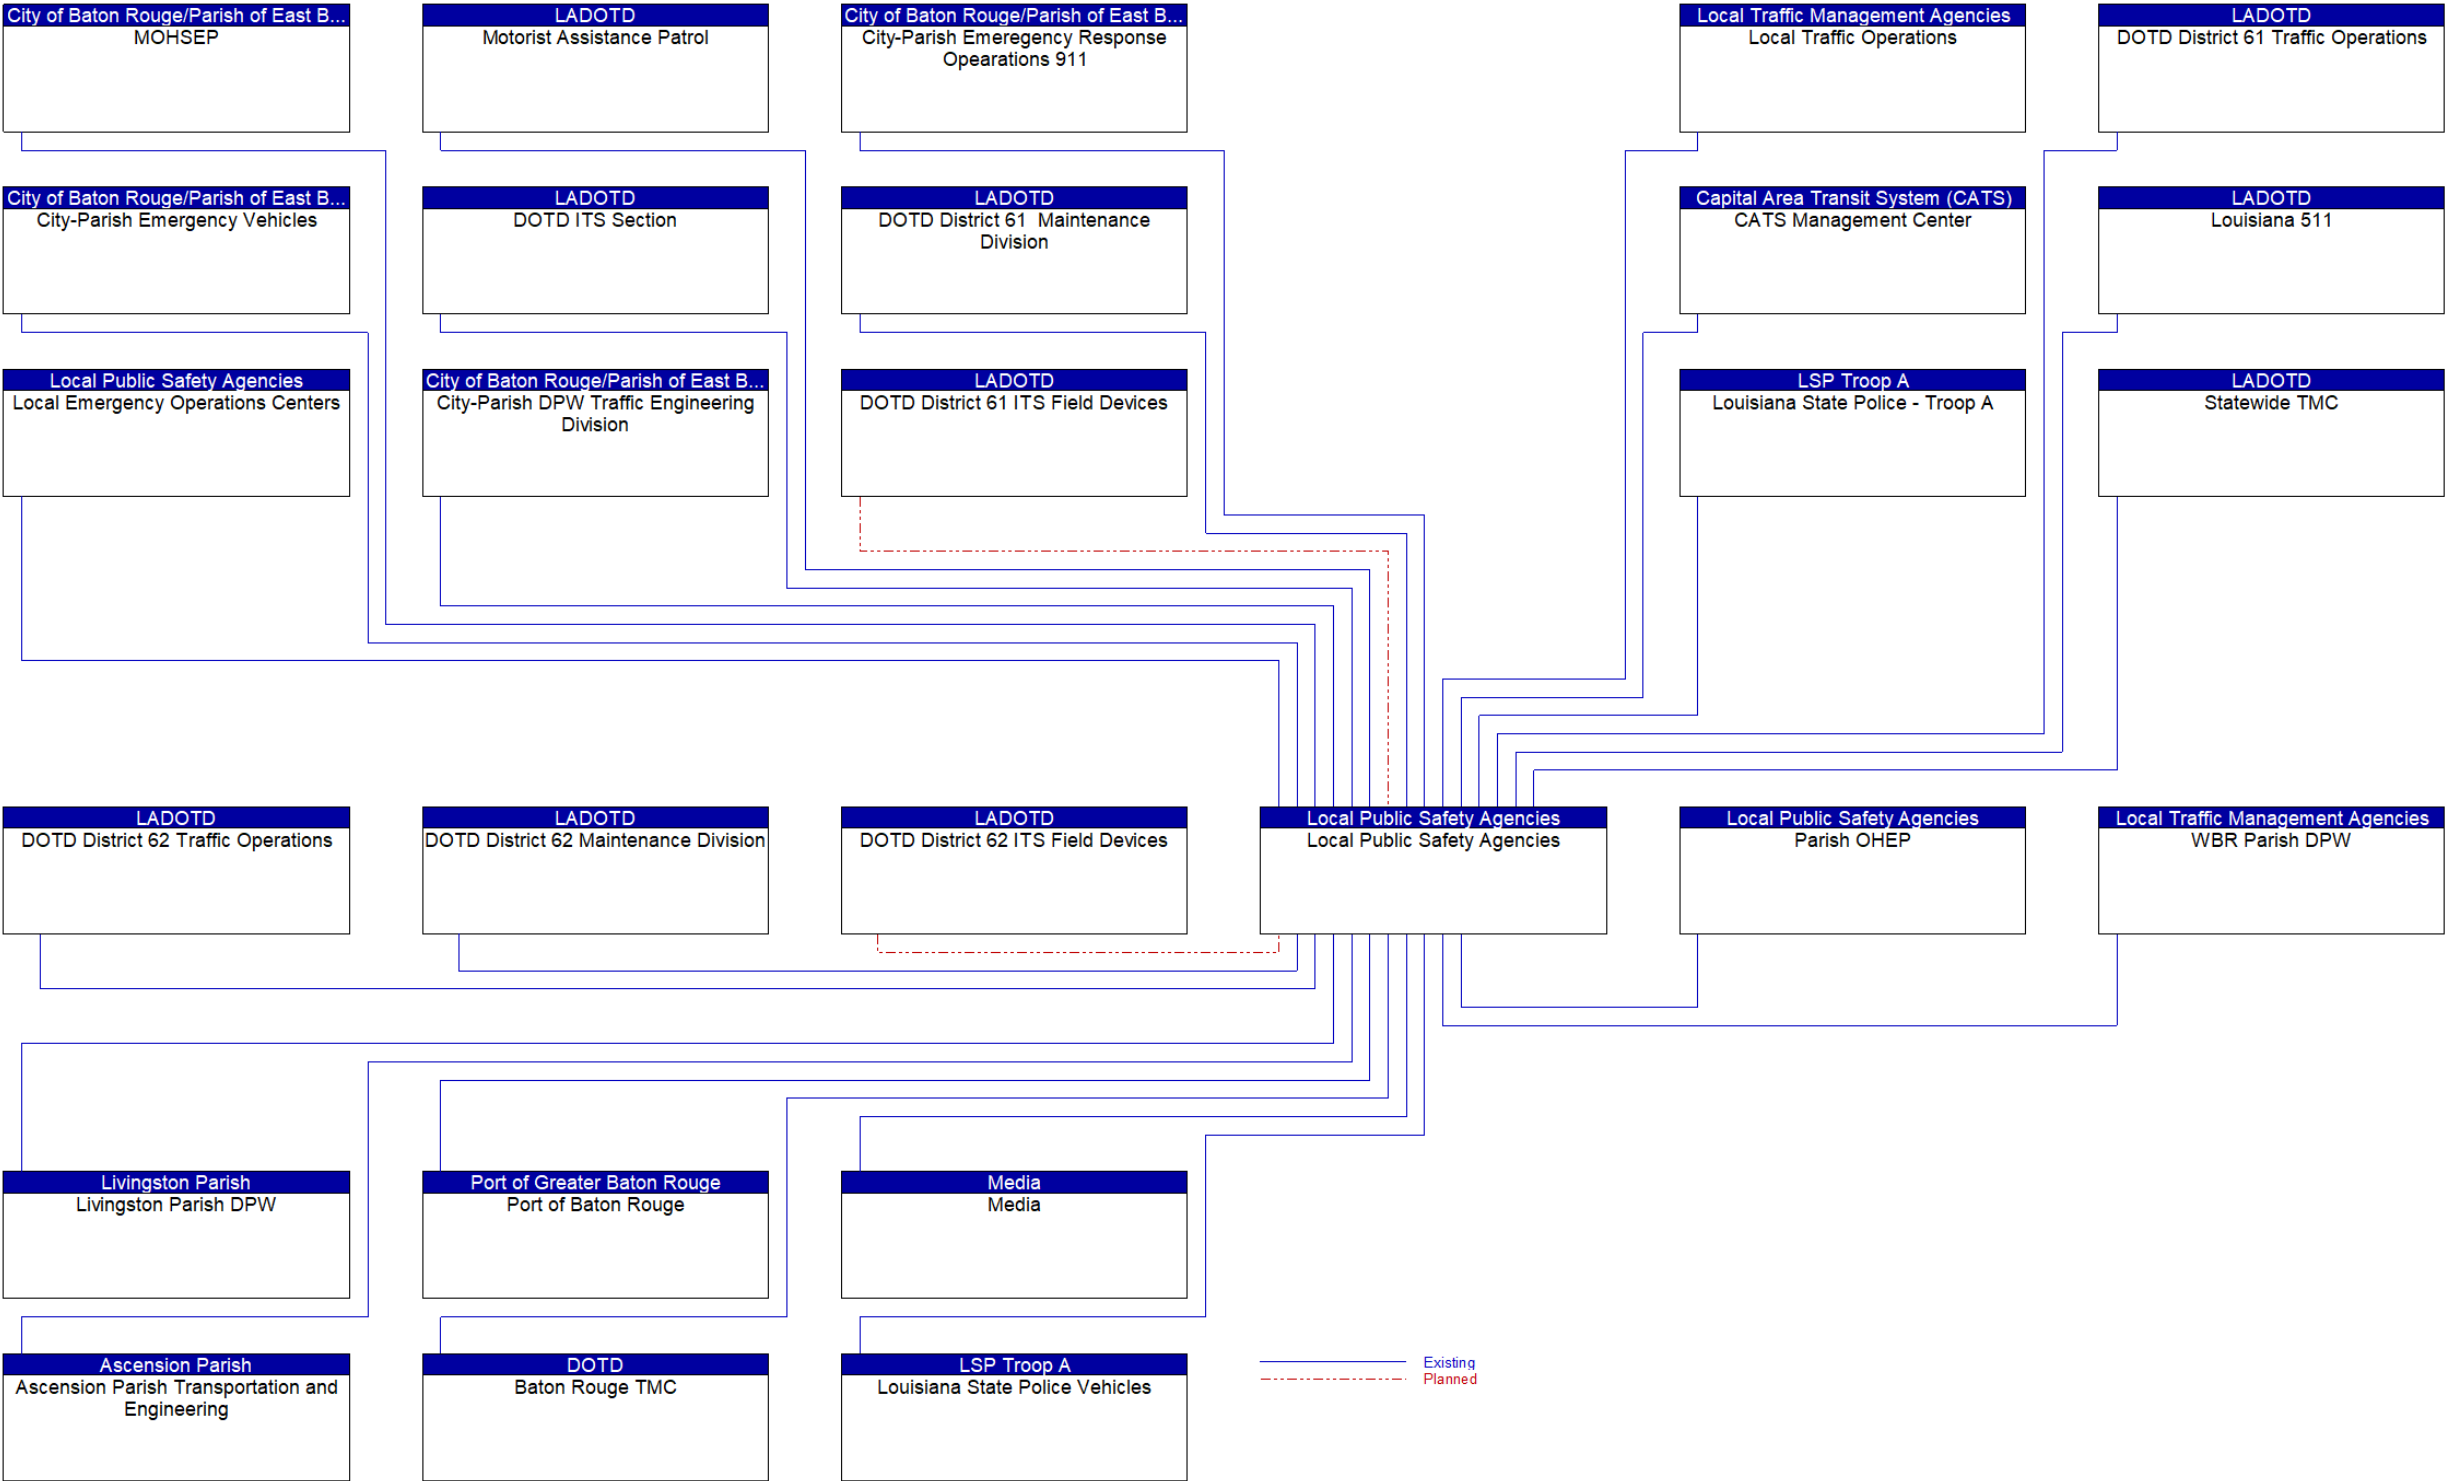 City of Baton Rouge/Parish of East B...
MOHSEP
LADOTD
Motorist Assistance Patrol
City of Baton Rouge/Parish of East B...
City-Parish Emeregency Response
Opearations 911
Local Traffic Management Agencies
Local Traffic Operations
LADOTD
DOTD District 61 Traffic Operations
City of Baton Rouge/Parish of East B...
City-Parish Emergency Vehicles
LADOTD
DOTD ITS Section
LADOTD
DOTD District 61 Maintenance
Division
Capital Area Transit System (CATS)
CATS Management Center
LADOTD
Louisiana 511
Local Public Safety Agencies
Local Emergency Operations Centers
City of Baton Rouge/Parish of East B...
City-Parish DPW Traffic Engineering
Division
LADOTD
DOTD District 61 ITS Field Devices
LSP Troop A
Louisiana State Police - Troop A
LADOTD
Statewide TMC
LADOTD
DOTD District 62 Traffic Operations
LADOTD
DOTD District 62 Maintenance Division
LADOTD
DOTD District 62 ITS Field Devices
Local Public Safety Agencies
Local Public Safety Agencies
Local Public Safety Agencies
Parish OHEP
Local Traffic Management Agencies
WBR Parish DPW
Livingston Parish
Livingston Parish DPW
Port of Greater Baton Rouge
Port of Baton Rouge
Media
Media
Ascension Parish
Ascension Parish Transportation and
Engineering
DOTD
Baton Rouge TMC
LSP Troop A
Louisiana State Police Vehicles
Existing
Planned